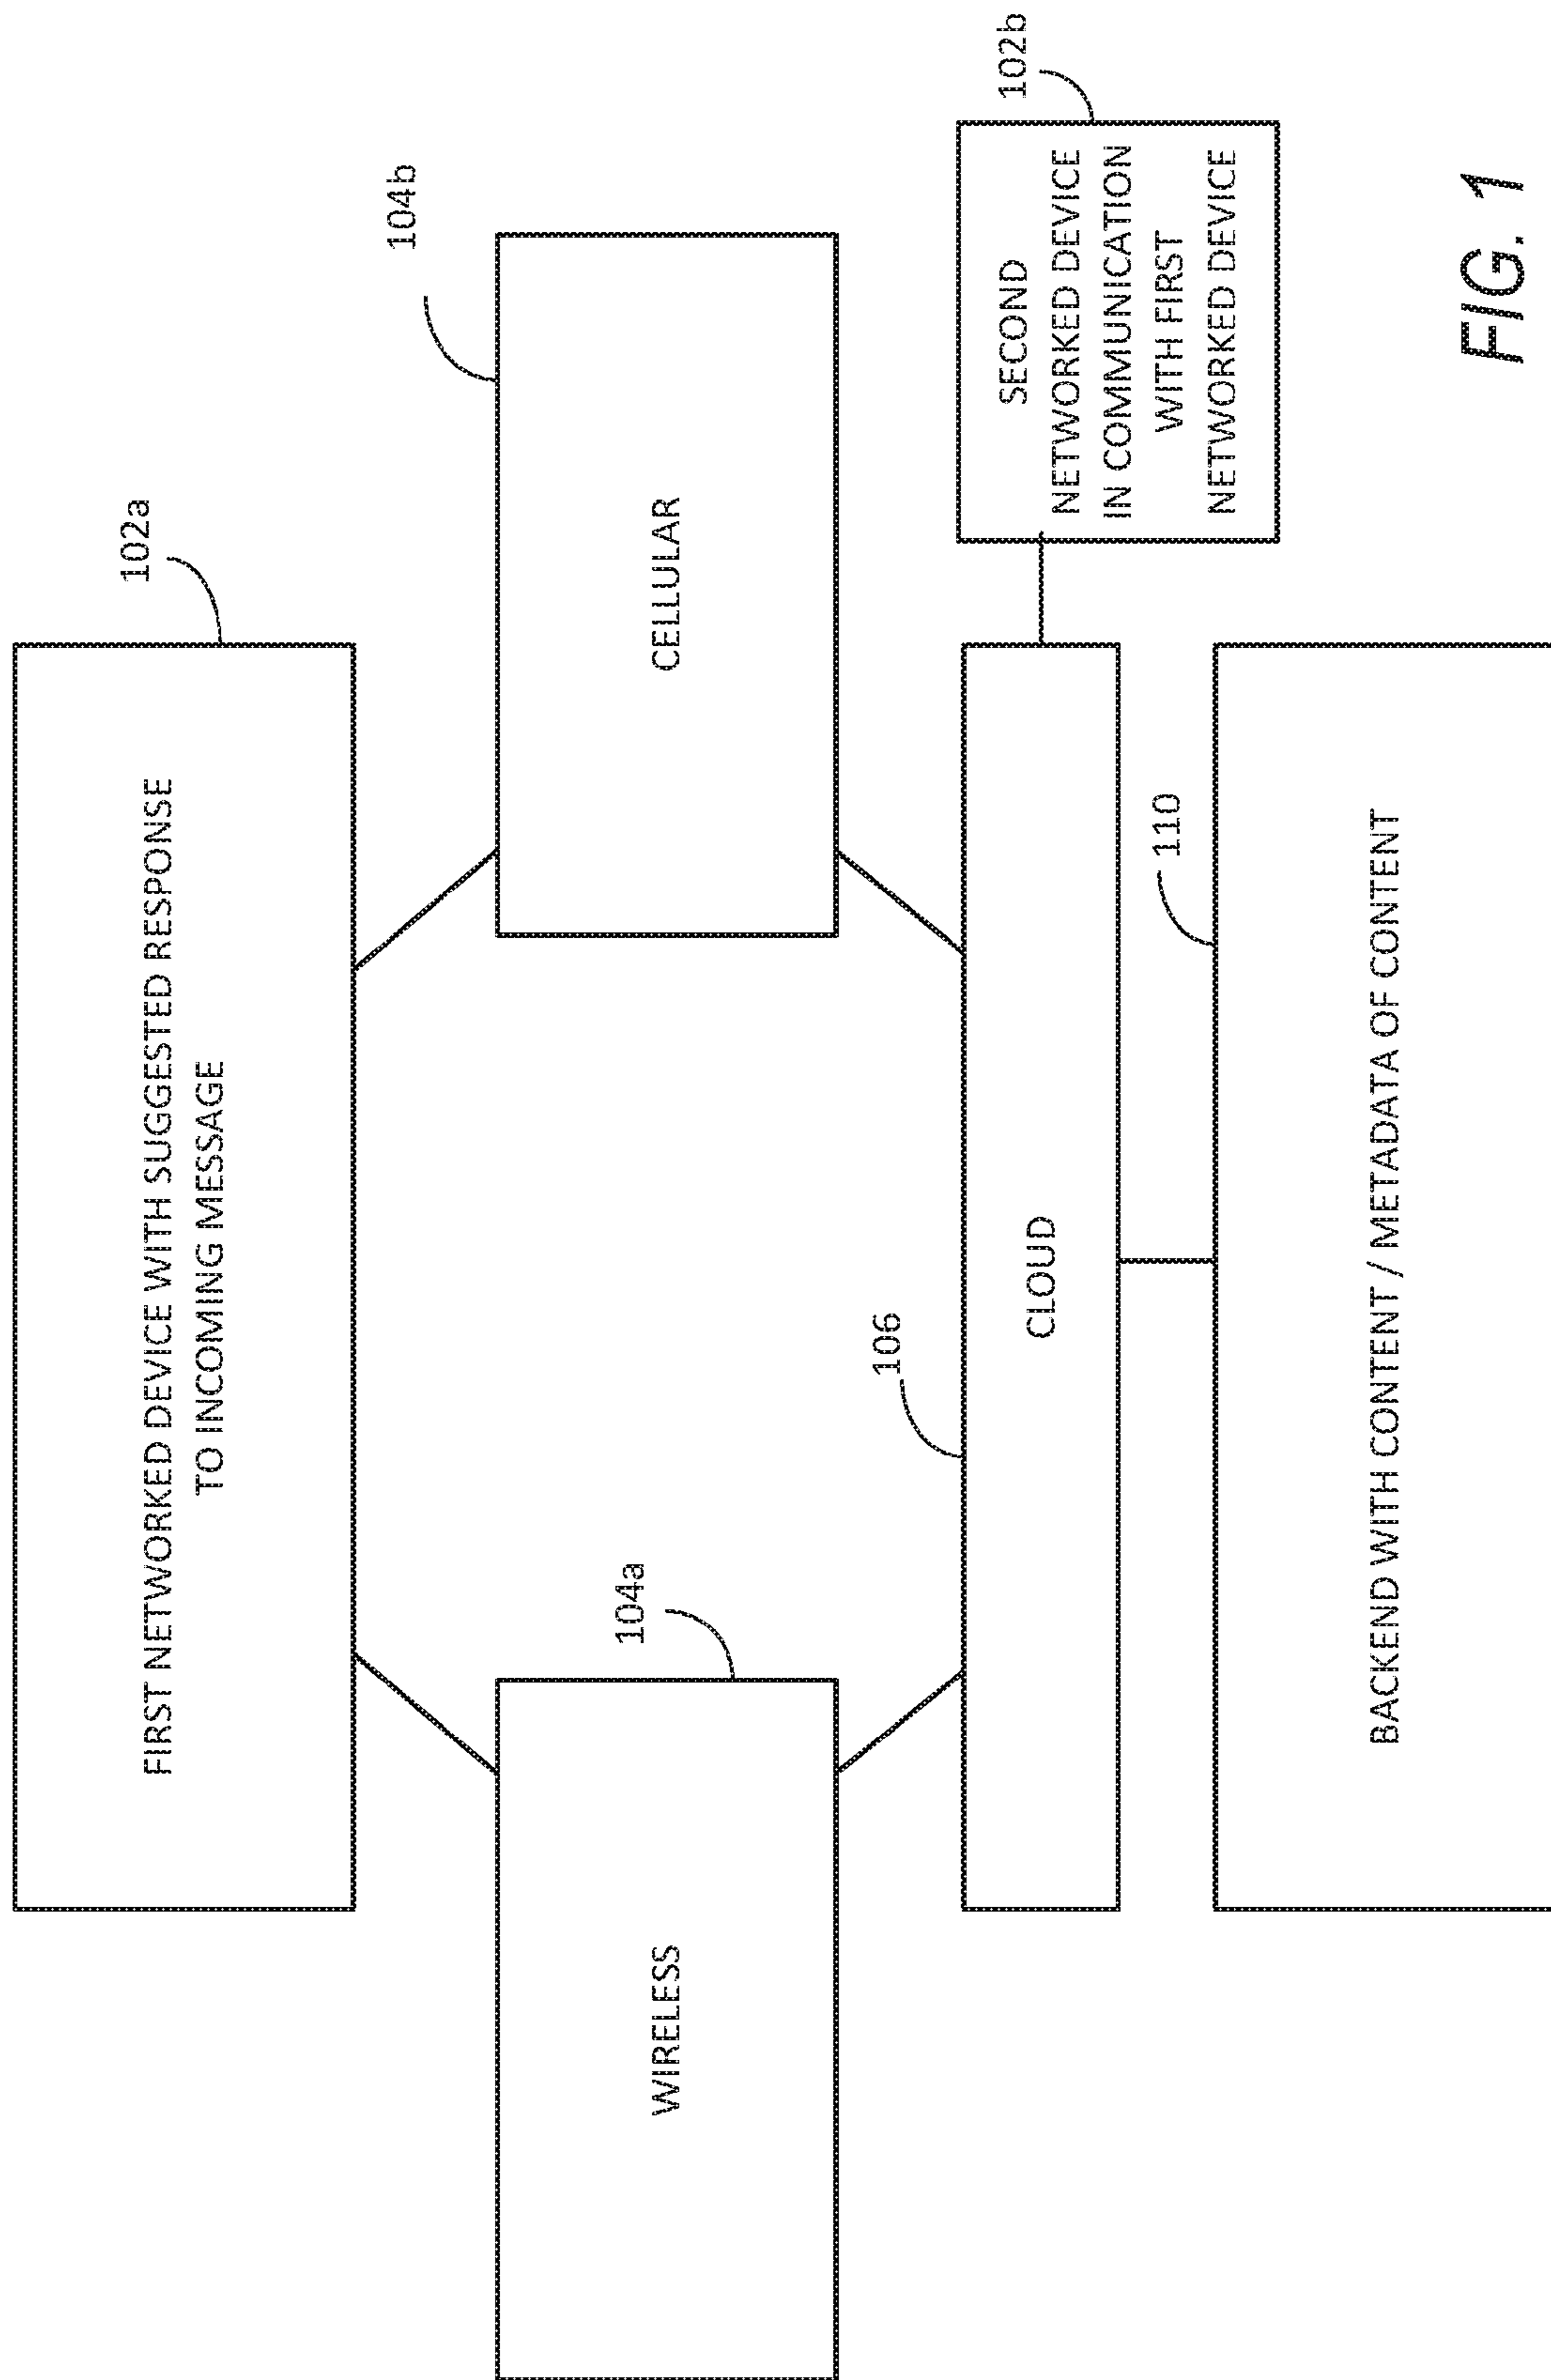 102a
FIRST NETWORKED DEVICE WITH SUGGESTED RESPONSE
TO INCOMING MESSAGE
104b
104a
WIRELESS
CELLULAR
106
102b
CLOUD
SECOND
NETWORKED DEVICE
IN COMMUNICATION
WITH FIRST
NETWORKED DEVICE
110
BACKEND WITH CONTENT / METADATA OF CONTENT
FIG. 1